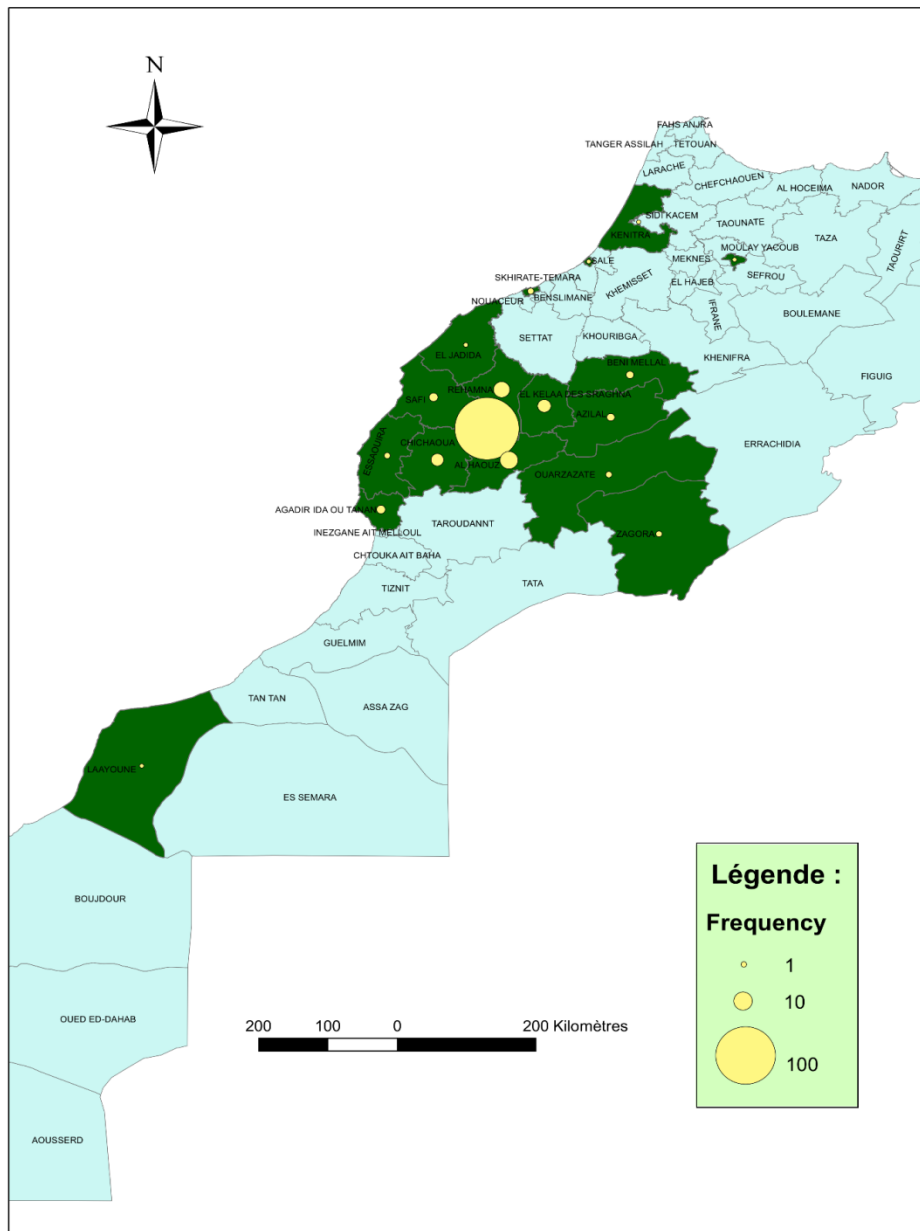 N
FAHS ANJRA
TANGER ASSILAH
TETOUAN
LARACHE
CHEFCHAOUEN
AL HOCEIMA
NADOR
SIDI KACEM
TAOUNATE
KENITRA
TAZA
TAOURIRT
MOULAY YACOUB
SALE
MEKNES
SEFROU
SKHIRATE-TEMARA
KHEMISSET
EL HAJEB
NOUACEUR
BENSLIMANE
IFRANE
BOULEMANE
SETTAT
KHOURIBGA
EL JADIDA
KHENIFRA
BENI MELLAL
FIGUIG
REHAMNA
EL KELAA DES SRAGHNA
SAFI
AZILAL
ESSAOUIRA
CHICHAOUA
ERRACHIDIA
AL HAOUZ
OUARZAZATE
AGADIR IDA OU TANAN
TAROUDANNT
INEZGANE AIT MELLOUL
ZAGORA
CHTOUKA AIT BAHA
TATA
TIZNIT
GUELMIM
TAN TAN
ASSA ZAG
LAAYOUNE
ES SEMARA
BOUJDOUR
OUED ED-DAHAB
AOUSSERD
200 100 0 200 Kilomètres
Légende :
Frequency
1
10
100